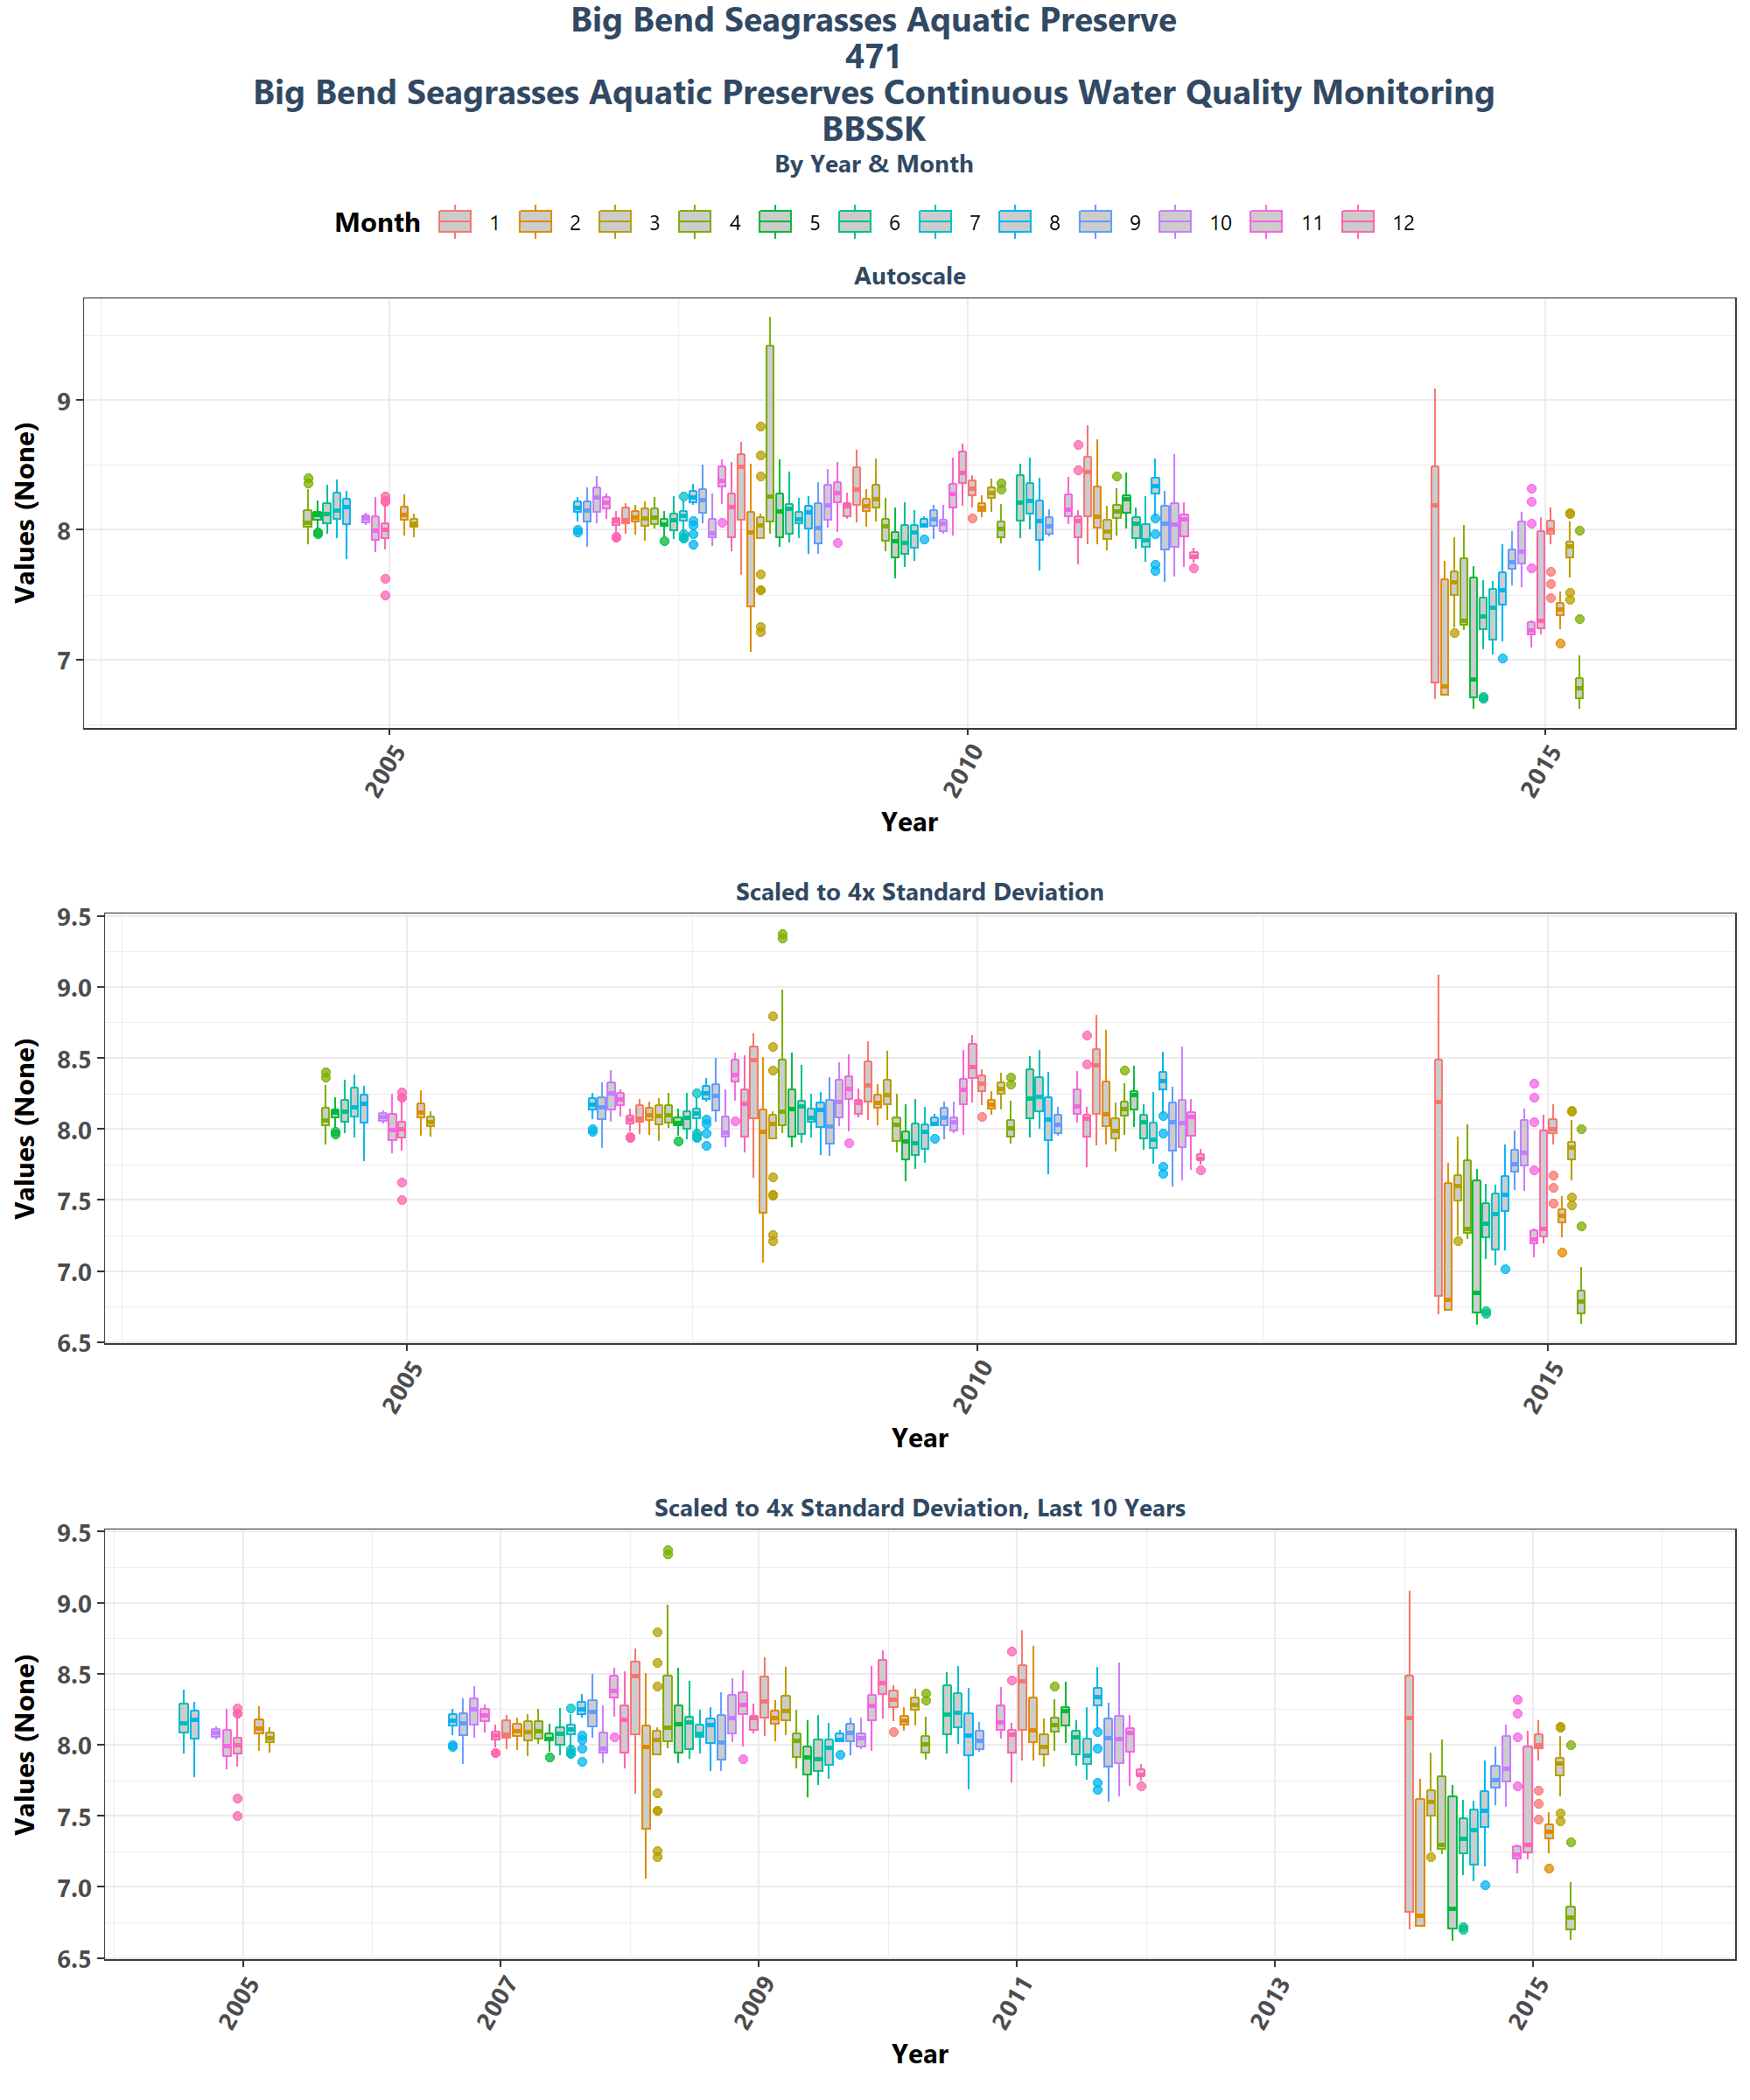 Big Bend Seagrasses Aquatic Preserve
471
Big Bend Seagrasses Aquatic Preserves Continuous Water Quality Monitoring
BBSSK
By Year & Month
Month 1 2 3 4 5 6 7 8 9 10 11 12
Autoscale
Values (None)
9
8
7
2005 2010 2015
Year
Scaled to 4x Standard Deviation
Values (None)
9.5
9.0
8.5
8.0
7.5
7.0
6.5
2005 2010 2015
Year
Scaled to 4x Standard Deviation, Last 10 Years
Values (None)
9.5
9.0
8.5
8.0
7.5
7.0
6.5
2005 2007 2009 2011 2013 2015
Year